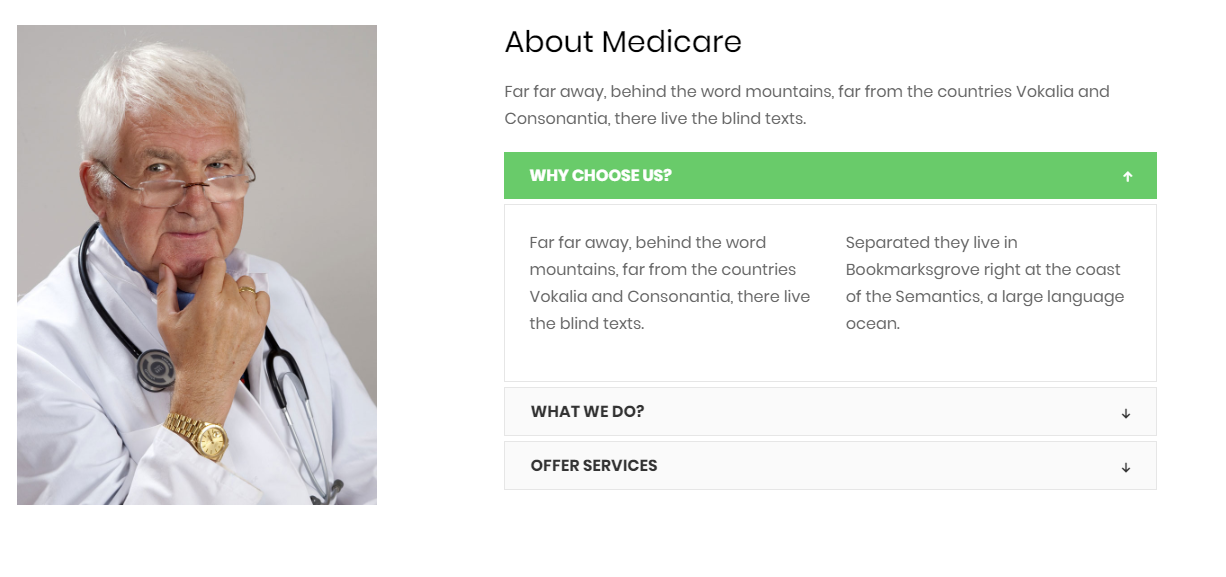 About Medicare
Far far away, behind the word mountains, far from the countries Vokalia and
Consonantia, there live the blind texts.
WHY CHOOSE US?
Far far away, behind the word
mountains, far from the countries
Vokalia and Consonantia, there live
the blind texts.
Separated they live in
Bookmarksgrove right at the coast
of the Semantics, a large language
ocean.
WHAT WE DO?
OFFER SERVICES